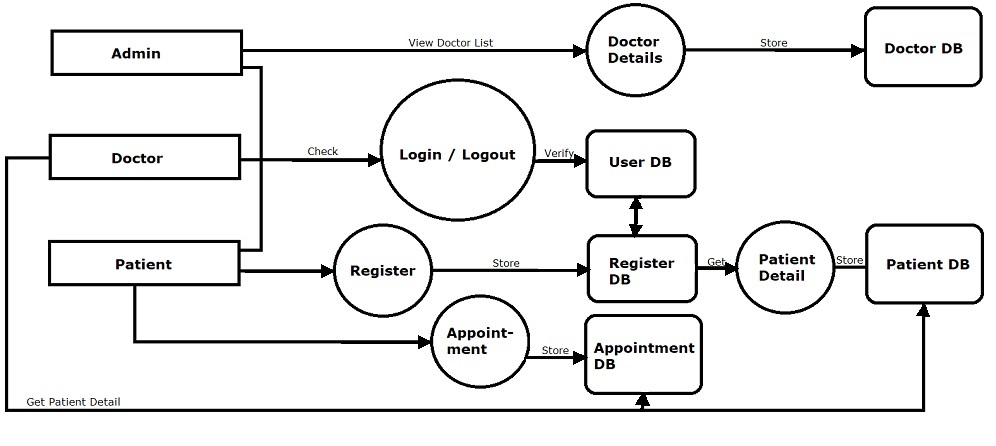 Admin
View Doctor List
Doctor
Details
Store
Doctor DB
Doctor
Check
Login / Logout
Verify
User DB
Patient
Register
Store
Register
DB
Get
Patient
Detail
Store
Patient DB
Appoint-
ment
Store
Appointment
DB
Get Patient Detail